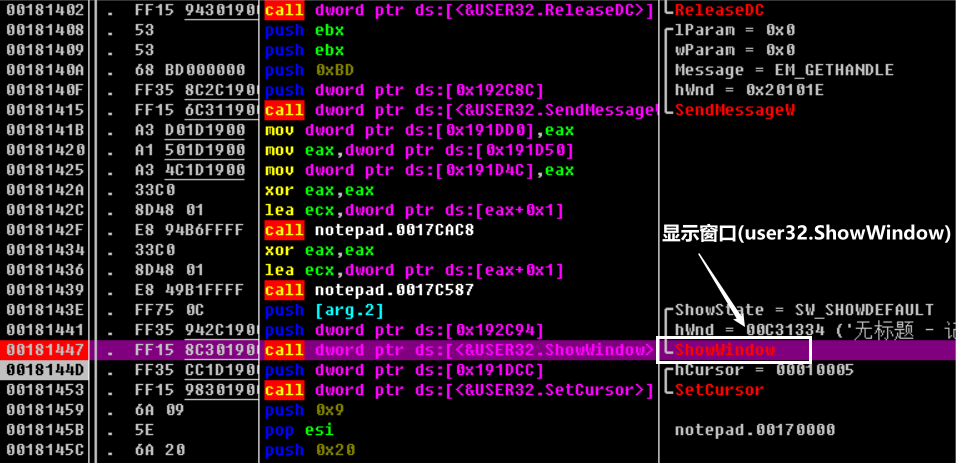 00181402 . FF15 94301900 call dword ptr ds:[<&USER32.ReleaseDC>] ReleaseDC
00181408 . 53 push ebx lParam = 0x0
00181409 . 53 push ebx wParam = 0x0
0018140A . 68 BD000000 push 0xBD Message = EM_GETHANDLE
0018140F . FF35 8C2C1900 push dword ptr ds:[0x192C8C] hWnd = 0x20101E
00181415 . FF15 6C311900 call dword ptr ds:[<&USER32.SendMessageW SendMessageW
0018141B . A3 D01D1900 mov dword ptr ds:[0x191DD0],eax
00181420 . A1 501D1900 mov eax,dword ptr ds:[0x191D50]
00181425 . A3 4C1D1900 mov dword ptr ds:[0x191D4C],eax
0018142A . 33C0 xor eax,eax
0018142C . 8D48 01 lea ecx,dword ptr ds:[eax+0x1]
0018142F . E8 94B6FFFF call notepad.0017CAC8
显示窗口(user32.ShowWindow)
00181434 . 33C0 xor eax,eax
00181436 . 8D48 01 lea ecx,dword ptr ds:[eax+0x1]
00181439 . E8 49B1FFFF call notepad.0017C587
0018143E . FF75 0C push [arg.2] ShowState = SW_SHOWDEFAULT
00181441 . FF35 942C1900 push dword ptr ds:[0x192C94] hWnd = 00C31334 ('无标题 - 记
00181447 . FF15 8C301900 call dword ptr ds:[<&USER32.ShowWindow> ShowWindow
0018144D . FF35 CC1D1900 push dword ptr ds:[0x191DCC] hCursor = 00010005
00181453 . FF15 98301900 call dword ptr ds:[<&USER32.SetCursor>] SetCursor
00181459 . 6A 09 push 0x9
0018145B . 5E pop esi notepad.00170000
0018145C . 6A 20 push 0x20